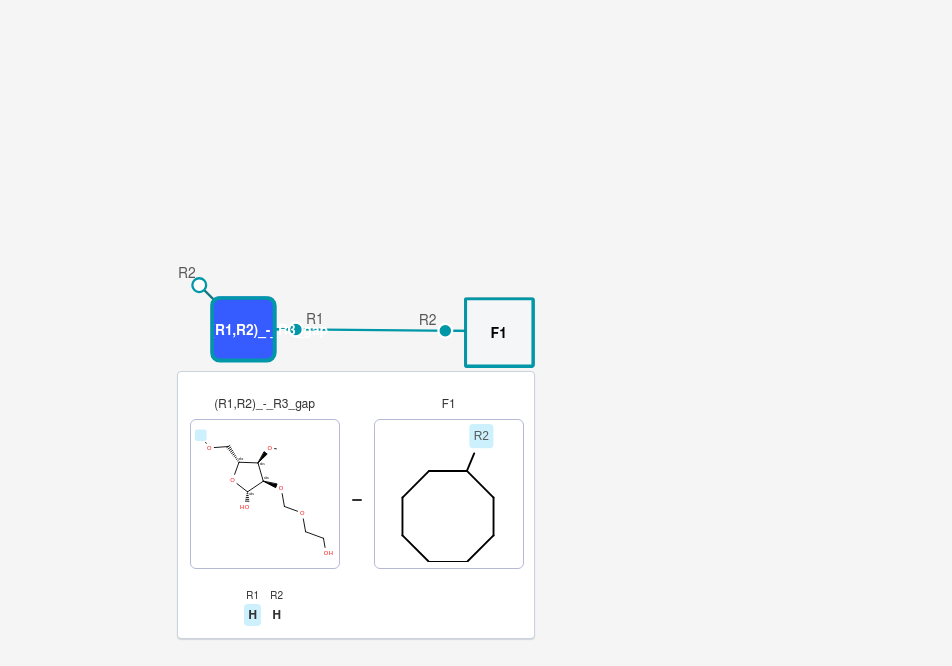 R2
R1
R2
R1,R2)_-_R3_gap
F1
(R1,R2)_-_R3_gap
F1
R2
O
O
O
HO
O
O
OH
R1 R2
H H